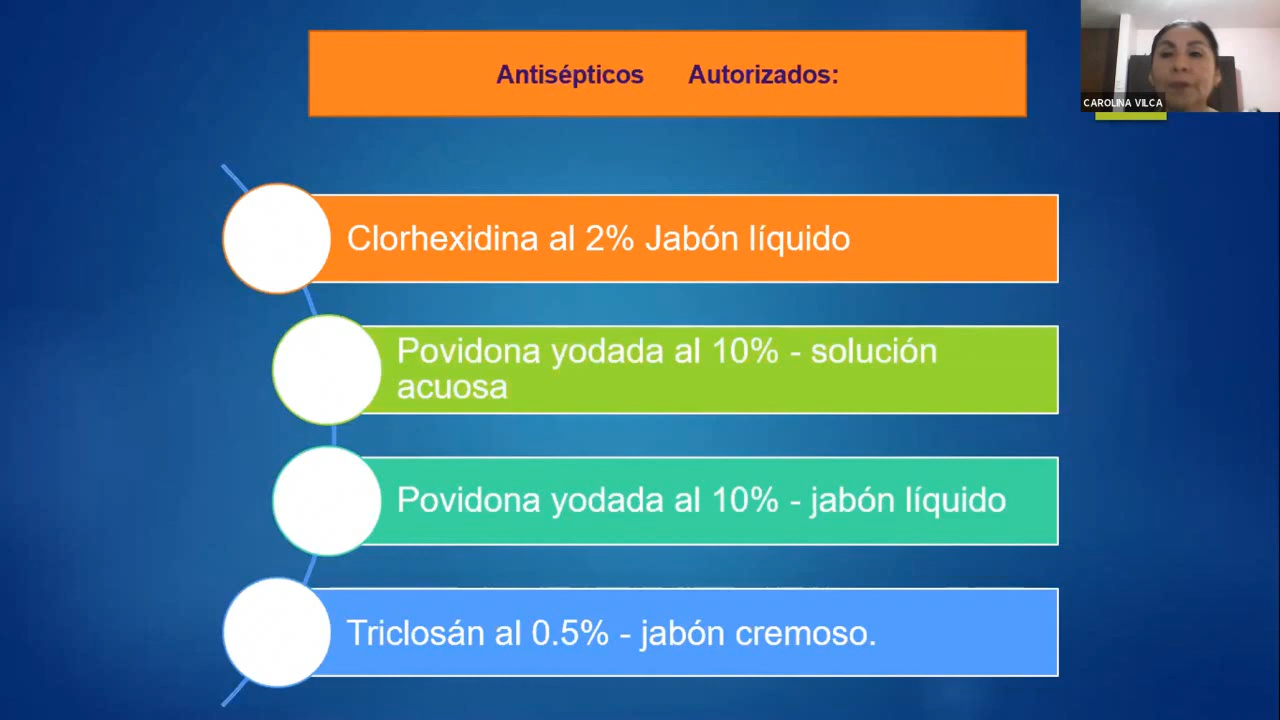 Antisépticos Autorizados:
CAROLINA VILCA
Clorhexidina al 2% Jabón líquido
Povidona yodada al 10% - solución
acuosa
Povidona yodada al 10% - jabón líquido
Triclosán al 0.5% - jabón cremoso.